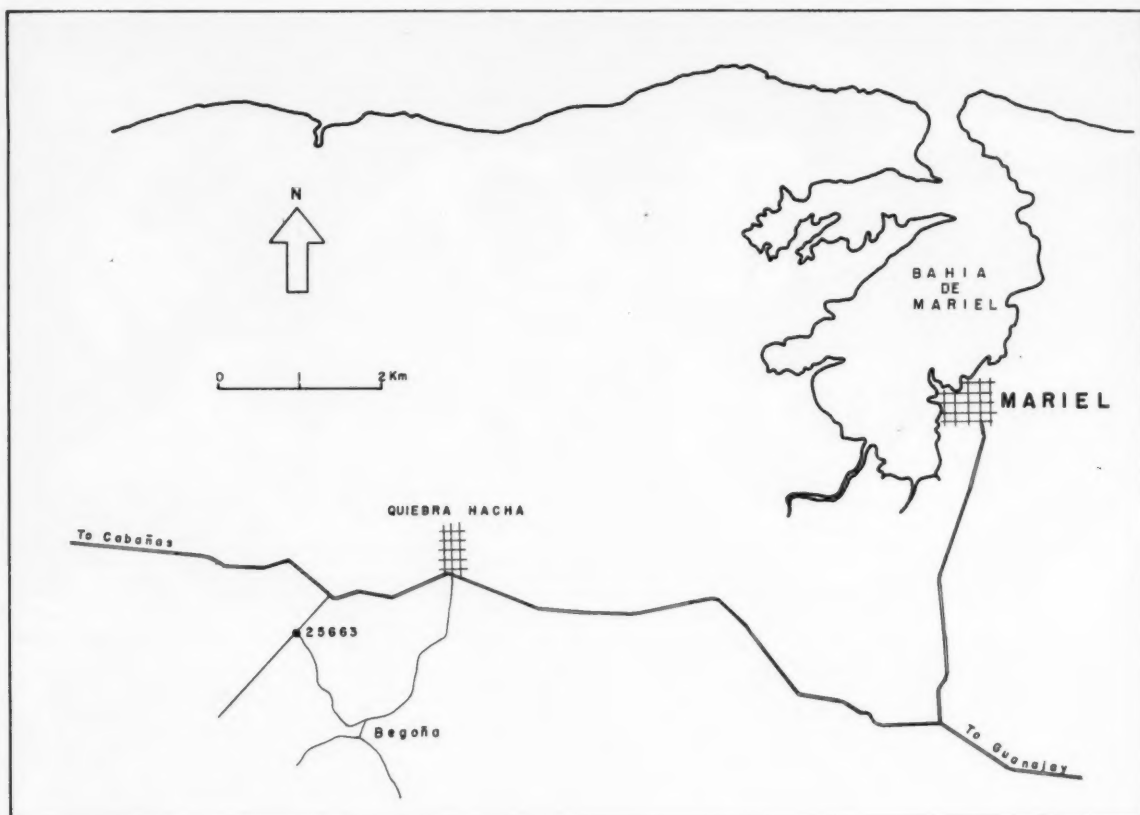 N
BAHIA
DE
MARIEL
0 1 2 Km
MARIEL
QUIEBRA HACHA
To Cabañas
25663
Begoña
To Guanajay